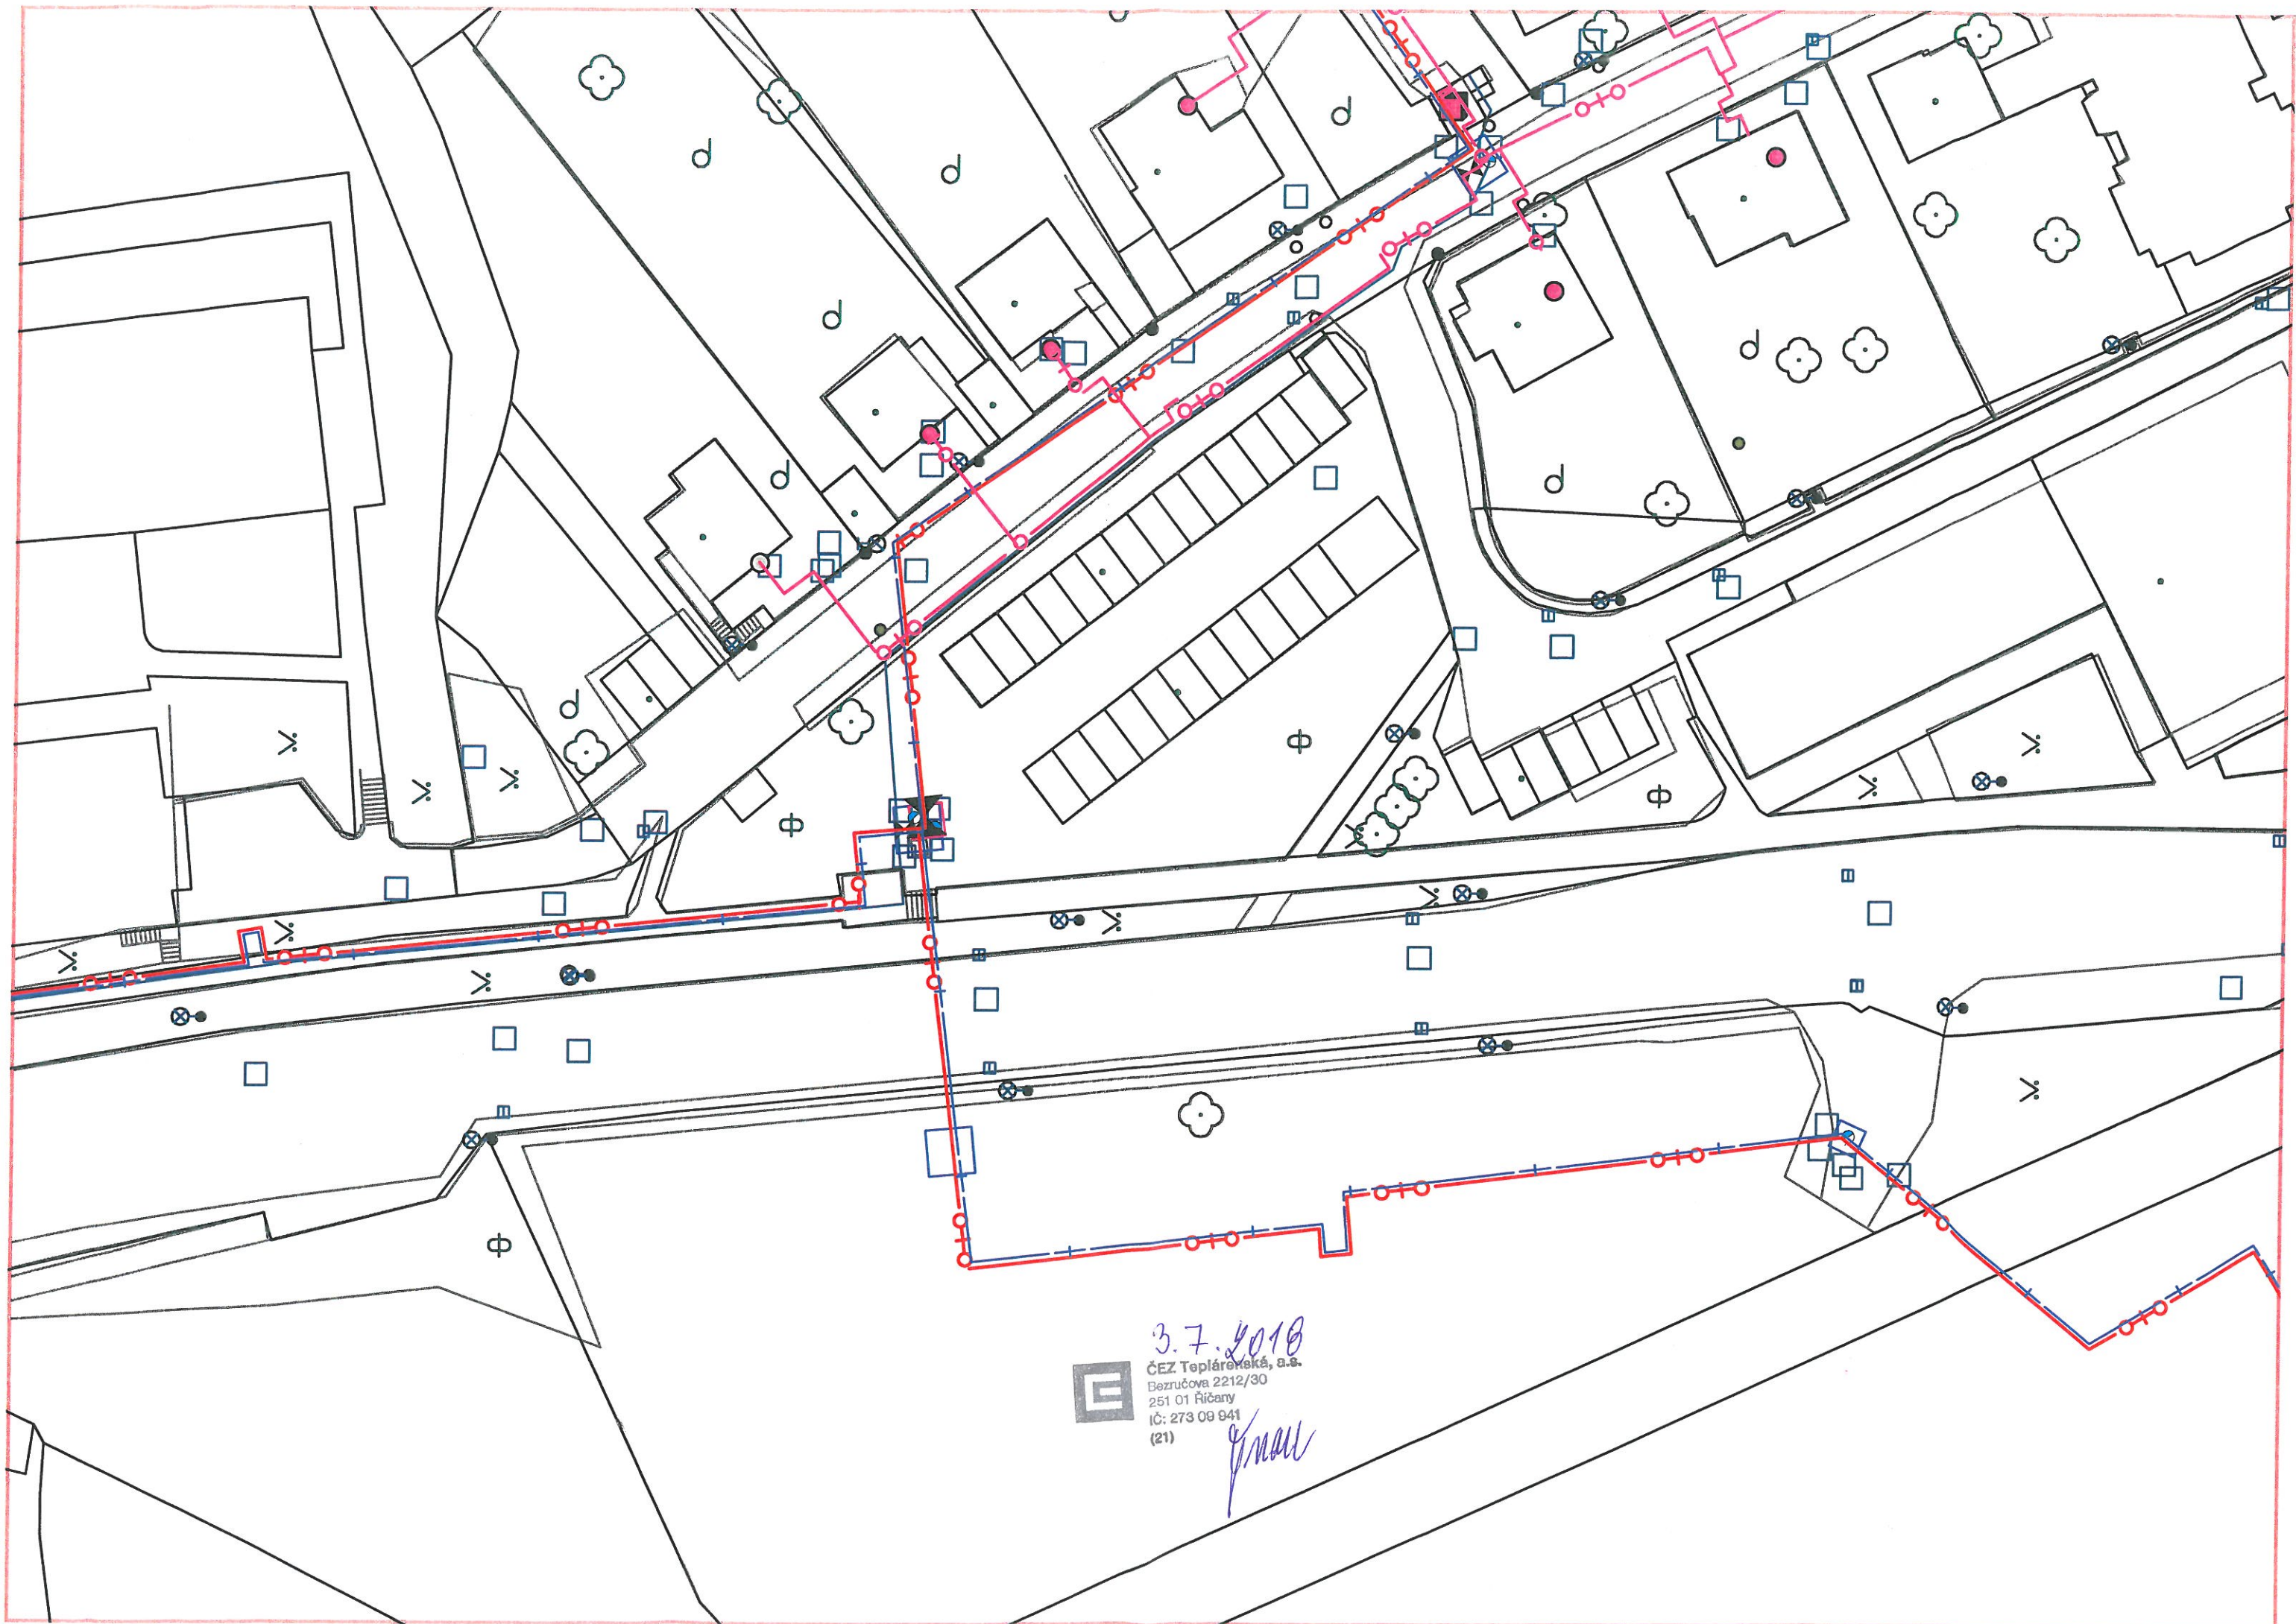 3. 7. 2018
ČEZ Teplárenská, a.s.
Bezručova 2212/30
251 01 Říčany
IČ: 273 09 941
(21)